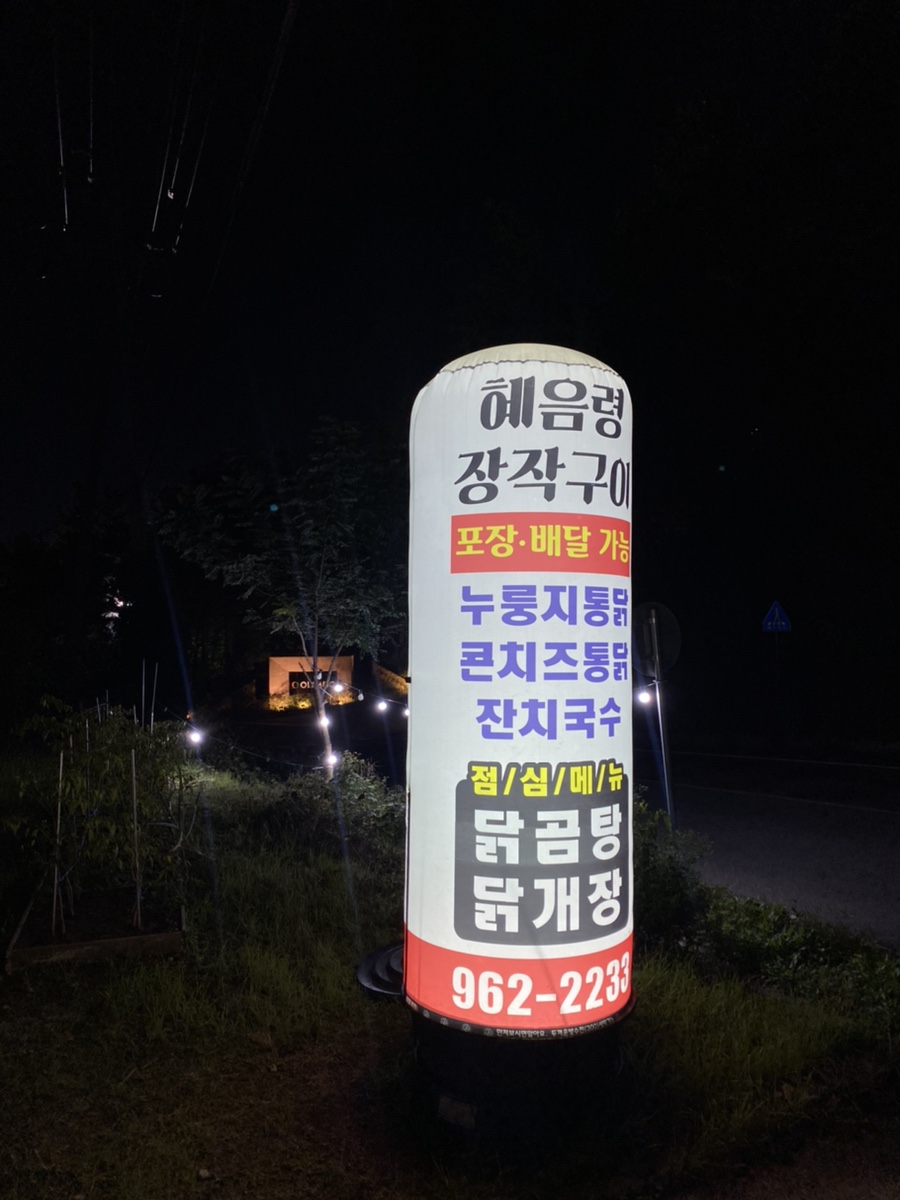 혜음령
장작구이
포장·배달 가능
누룽지통닭
콘치즈통닭
잔치국수
점/심/메/뉴
닭곰탕
닭개장
962-2233